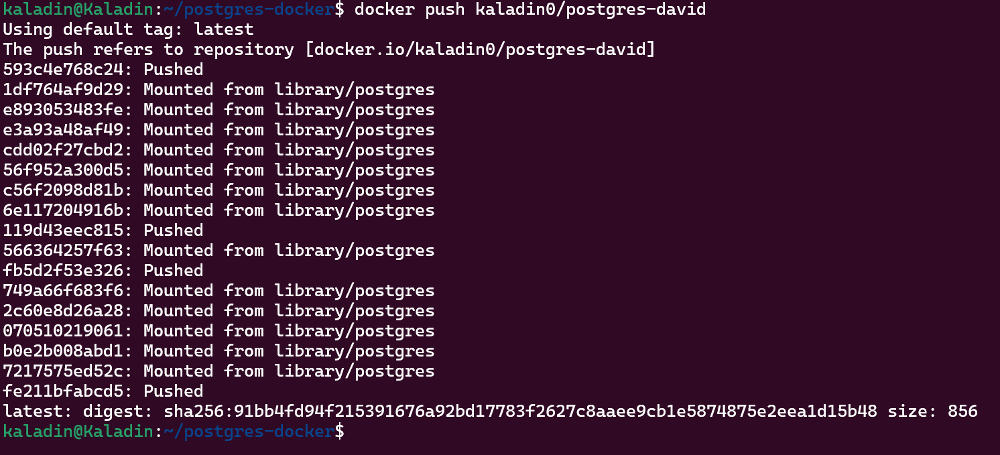 kaladin@Kaladin:~/postgres-docker$ docker push kaladin0/postgres-david
Using default tag: latest
The push refers to repository [docker.io/kaladin0/postgres-david]
593c4e768c24: Pushed
1df764af9d29: Mounted from library/postgres
e893053483fe: Mounted from library/postgres
e3a93a48af49: Mounted from library/postgres
cdd02f27cbd2: Mounted from library/postgres
56f952a300d5: Mounted from library/postgres
c56f2098d81b: Mounted from library/postgres
6e117204916b: Mounted from library/postgres
119d43eec815: Pushed
566364257f63: Mounted from library/postgres
fb5d2f53e326: Pushed
749a66f683f6: Mounted from library/postgres
2c60e8d26a28: Mounted from library/postgres
070510219061: Mounted from library/postgres
b0e2b008abd1: Mounted from library/postgres
7217575ed52c: Mounted from library/postgres
fe211bfabcd5: Pushed
latest: digest: sha256:91bb4fd94f215391676a92bd17783f2627c8aaee9cb1e5874875e2eea1d15b48 size: 856
kaladin@Kaladin:~/postgres-docker$